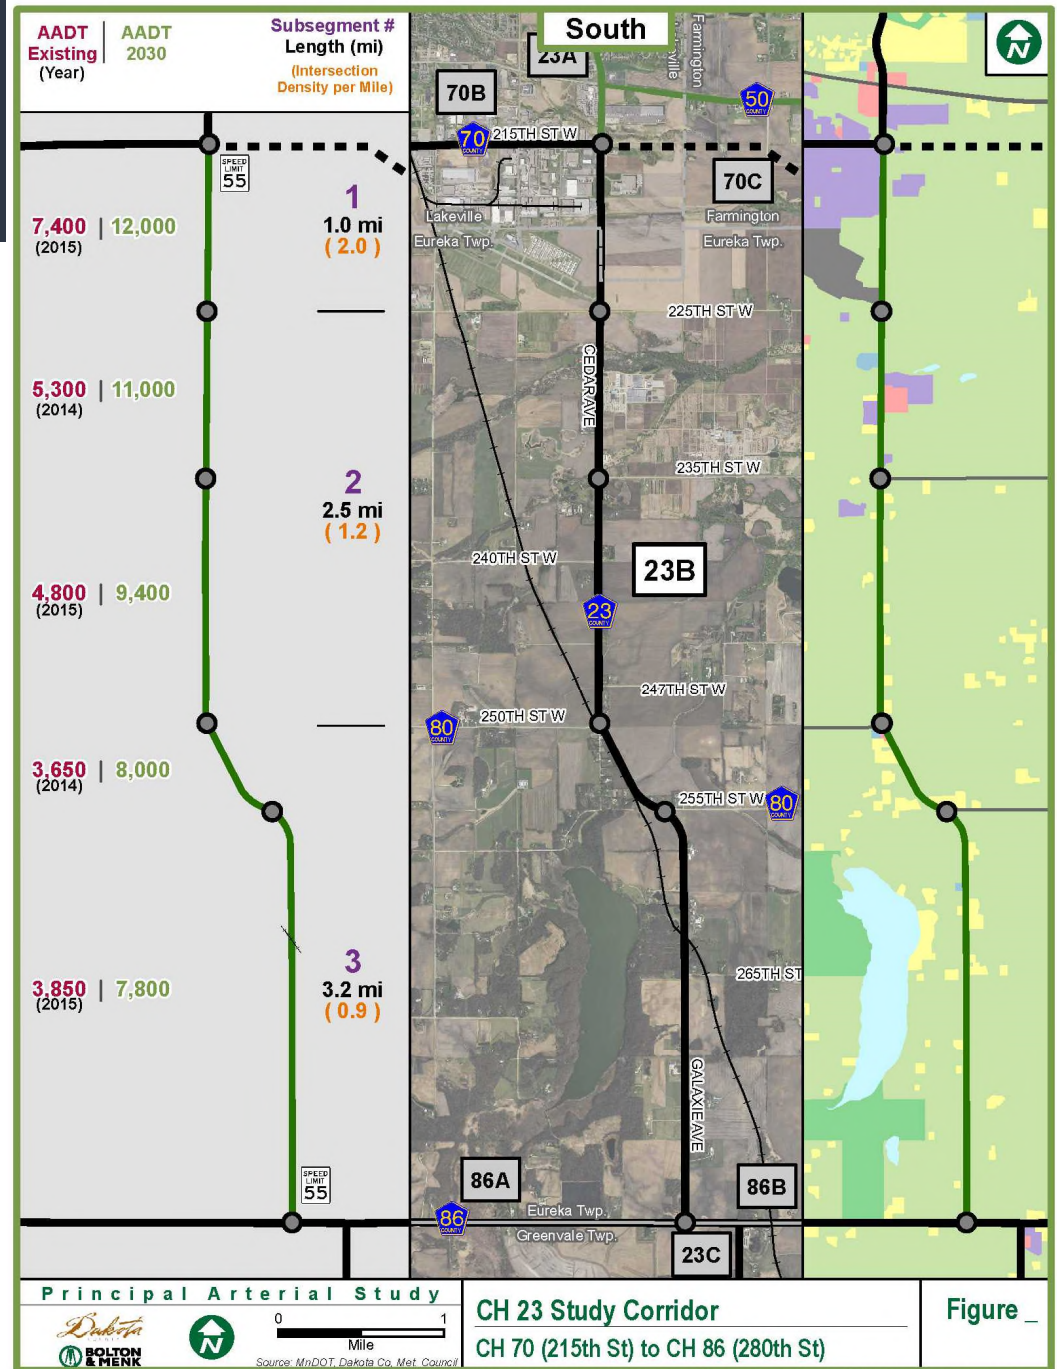 AADT Existing (Year) | AADT 2030
Subsegment #
Length (mi)
(Intersection
Density per Mile)
South
23A
70B
Farmington
50
COUNTY
N
70
COUNTY
215TH ST W
SPEED
LIMIT
55
70C
1
1.0 mi
( 2.0 )
7,400 | 12,000
(2015)
Lakeville
Eureka Twp.
Farmington
Eureka Twp.
225TH ST W
CEDAR AVE
5,300 | 11,000
(2014)
235TH ST W
2
2.5 mi
( 1.2 )
240TH ST W
23B
23
COUNTY
4,800 | 9,400
(2015)
247TH ST W
250TH ST W
80
COUNTY
3,650 | 8,000
(2014)
255TH ST W
80
COUNTY
3
3.2 mi
( 0.9 )
265TH ST
3,850 | 7,800
(2015)
GALAXIE AVE
SPEED
LIMIT
55
86A
86B
86
COUNTY
Eureka Twp.
Greenvale Twp.
23C
Principal Arterial Study
Dakota
BOLTON
& MENK
N
0 1
Mile
Source: MnDOT, Dakota Co, Met. Council
CH 23 Study Corridor
CH 70 (215th St) to CH 86 (280th St)
Figure _